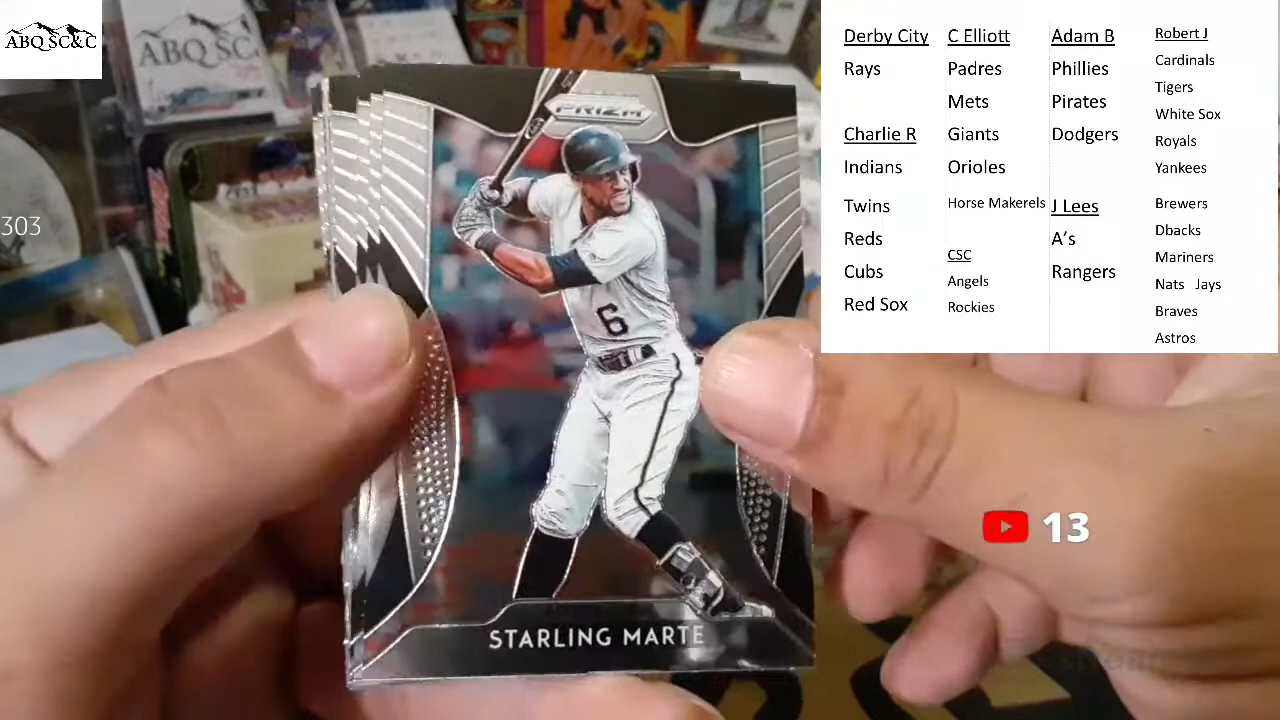 ABQ SC&C
ABQ SC&
303
PRIZM
6
STARLING MARTE
Derby City
Rays
Charlie R
Indians
Twins
Reds
Cubs
Red Sox
C Elliott
Padres
Mets
Giants
Orioles
Horse Makerels
CSC
Angels
Rockies
Adam B
Phillies
Pirates
Dodgers
J Lees
A's
Rangers
Robert J
Cardinals
Tigers
White Sox
Royals
Yankees
Brewers
Dbacks
Mariners
Nats Jays
Braves
Astros
13